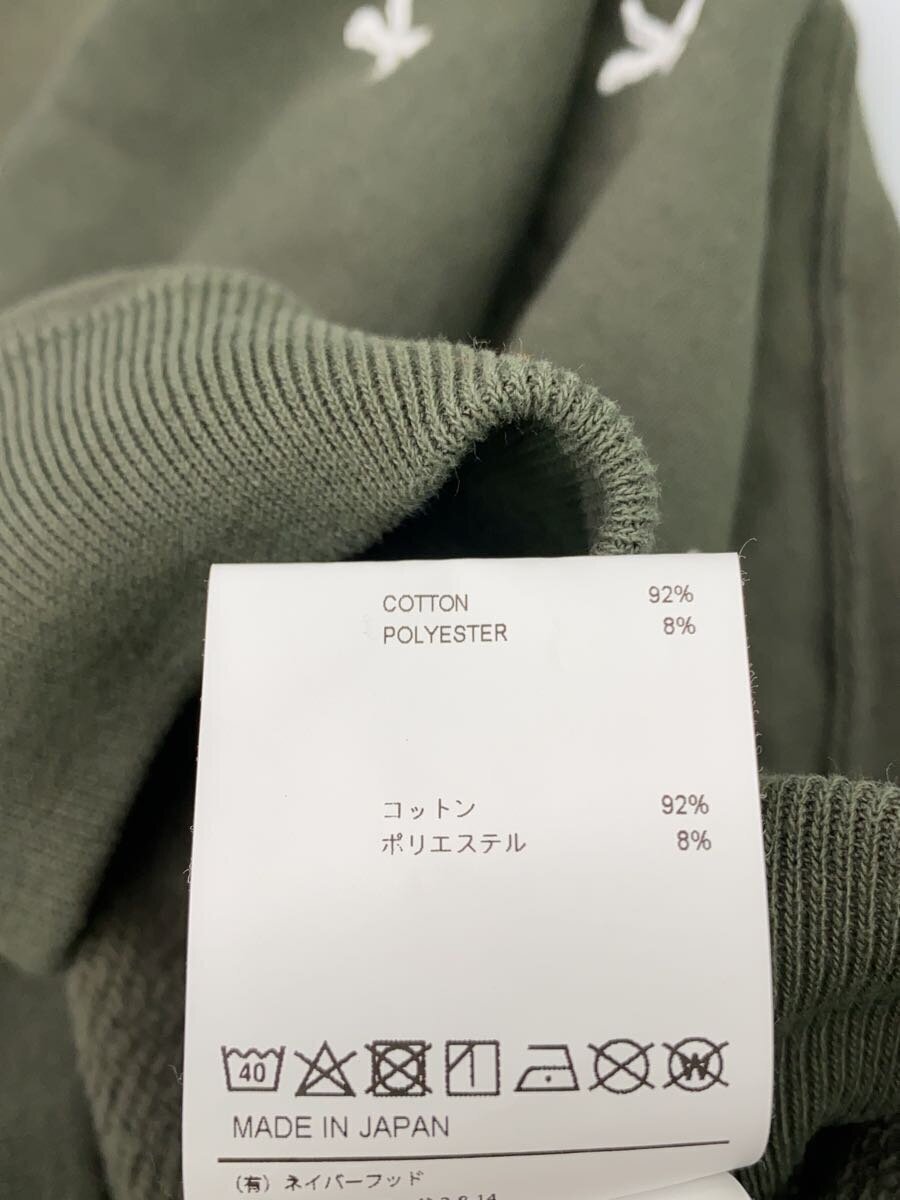 COTTON 92%
POLYESTER 8%
コットン 92%
ポリエステル 8%
40
W
MADE IN JAPAN
(有) ネイバーフッド